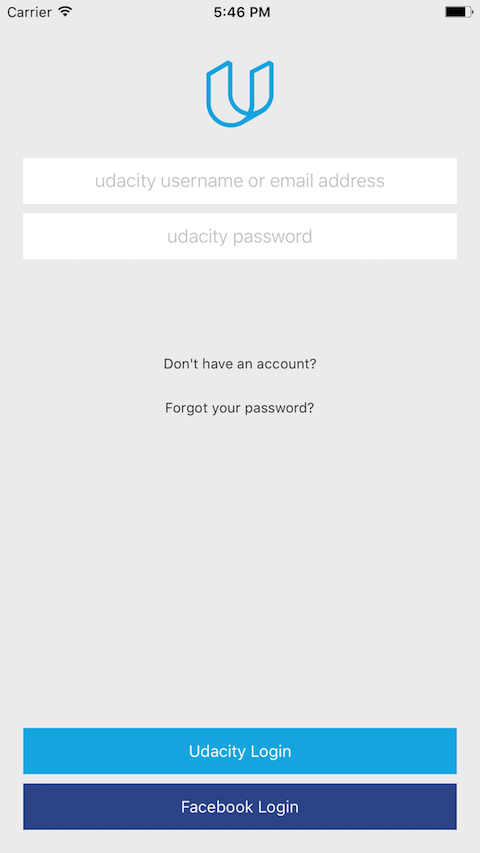 Carrier 5:46 PM
udacity username or email address
udacity password
Don't have an account?
Forgot your password?
Udacity Login
Facebook Login